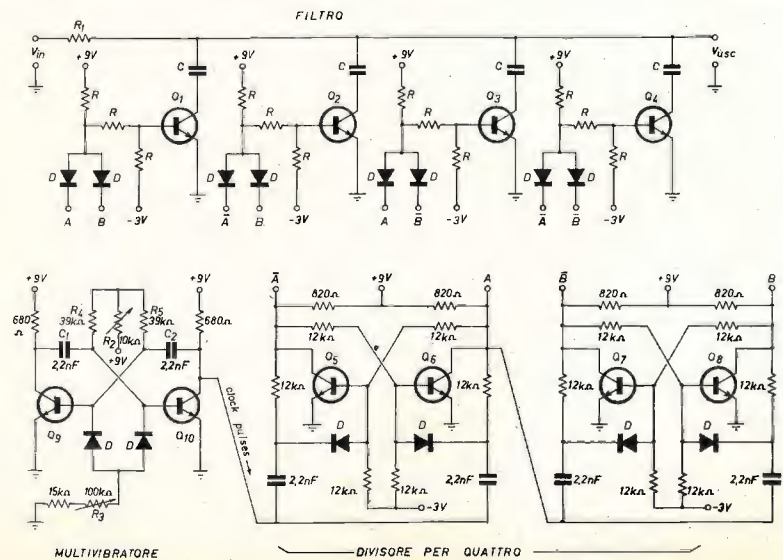 FILTRO
R1
Vin
Vusc
+9V
R
R
R
Q1
C
D
D
A
B
-3V
+9V
R
R
R
Q2
C
D
D
Ā
B
-3V
+9V
R
R
R
Q3
C
D
D
A
B̄
-3V
+9V
R
R
R
Q4
C
D
D
Ā
B̄
-3V
+9V
680
Ω
C1
2,2nF
R4
39kΩ
R2
10kΩ
+9V
R5
39kΩ
C2
2,2nF
+9V
680Ω
Q9
Q10
D
D
15kΩ
100kΩ
R3
clock pulses
MULTIVIBRATORE
Ā
+9V
A
820Ω
820Ω
12kΩ
12kΩ
Q5
Q6
12kΩ
12kΩ
D
D
2,2nF
12kΩ
12kΩ
2,2nF
-3V
B̄
+9V
B
820Ω
820Ω
12kΩ
12kΩ
Q7
Q8
12kΩ
12kΩ
D
D
2,2nF
12kΩ
12kΩ
2,2nF
-3V
DIVISORE PER QUATTRO